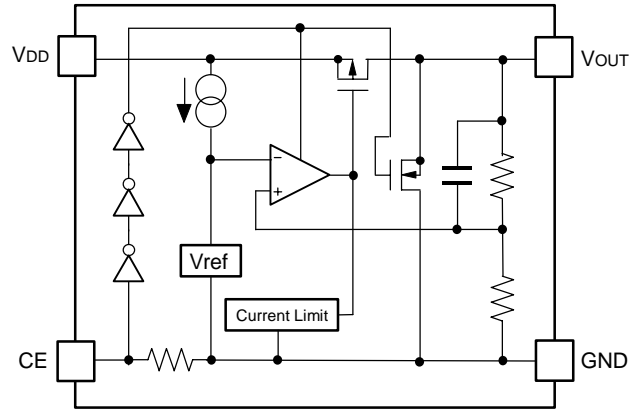 VDD
VOUT
−
+
Vref
Current Limit
CE
GND